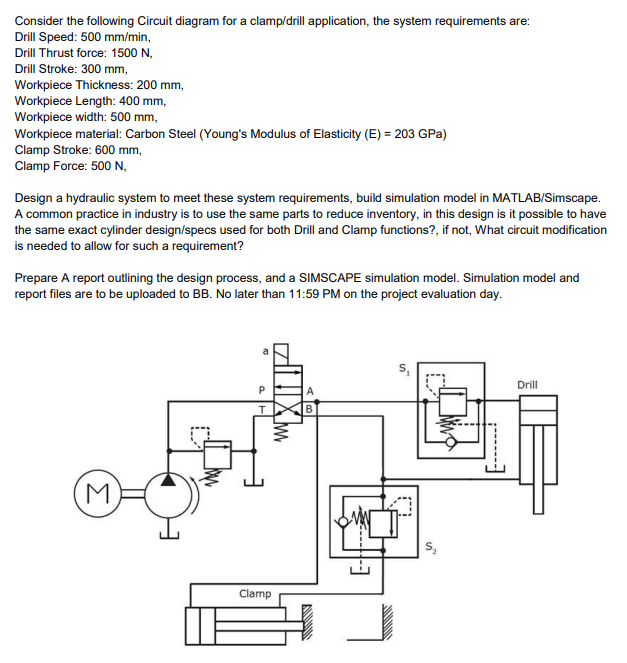 Consider the following Circuit diagram for a clamp/drill application, the system requirements are:
Drill Speed: 500 mm/min,
Drill Thrust force: 1500 N,
Drill Stroke: 300 mm,
Workpiece Thickness: 200 mm,
Workpiece Length: 400 mm,
Workpiece width: 500 mm,
Workpiece material: Carbon Steel (Young's Modulus of Elasticity (E) = 203 GPa)
Clamp Stroke: 600 mm,
Clamp Force: 500 N,
Design a hydraulic system to meet these system requirements, build simulation model in MATLAB/Simscape.
A common practice in industry is to use the same parts to reduce inventory, in this design is it possible to have
the same exact cylinder design/specs used for both Drill and Clamp functions?, if not, What circuit modification
is needed to allow for such a requirement?
Prepare A report outlining the design process, and a SIMSCAPE simulation model. Simulation model and
report files are to be uploaded to BB. No later than 11:59 PM on the project evaluation day.
a
S1
Drill
P
A
T
B
M
S2
Clamp